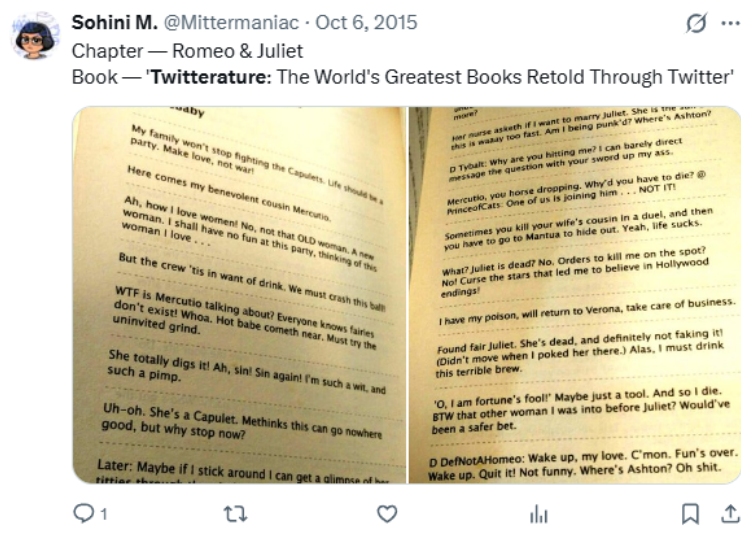 Sohini M. @Mittermaniac · Oct 6, 2015
Chapter — Romeo & Juliet
Book — 'Twitterature: The World's Greatest Books Retold Through Twitter'
My family won't stop fighting the Capulets. Life should be a
party. Make love, not war!
Here comes my benevolent cousin Mercutio.
Ah, how I love women! No, not that OLD woman. A new
woman. I shall have no fun at this party, thinking of this
woman I love . . .
But the crew 'tis in want of drink. We must crash this ball!
WTF is Mercutio talking about? Everyone knows fairies
don't exist! Whoa. Hot babe cometh near. Must try the
uninvited grind.
She totally digs it! Ah, sin! Sin again! I'm such a wit, and
such a pimp.
Uh-oh. She's a Capulet. Methinks this can go nowhere
good, but why stop now?
Later: Maybe if I stick around I can get a glimpse of her
more?
Her nurse asketh if I want to marry Juliet. She is the
this is waaay too fast. Am I being punk'd? Where's Ashton?
D Tybalt: Why are you hitting me? I can barely direct
message the question with your sword up my ass.
Mercutio, you horse dropping. Why'd you have to die? @
PrinceofCats: One of us is joining him . . . NOT IT!
Sometimes you kill your wife's cousin in a duel, and then
you have to go to Mantua to hide out. Yeah, life sucks.
What? Juliet is dead? No, Orders to kill me on the spot?
No! Curse the stars that led me to believe in Hollywood
endings!
I have my poison, will return to Verona, take care of business.
Found fair Juliet. She's dead, and definitely not faking it!
(Didn't move when I poked her there.) Alas, I must drink
this terrible brew.
'O, I am fortune's fool!' Maybe just a tool. And so I die.
BTW that other woman I was into before Juliet? Would've
been a safer bet.
D DefNotAHomeo: Wake up, my love. C'mon. Fun's over.
Wake up. Quit it! Not funny. Where's Ashton? Oh shit.
1